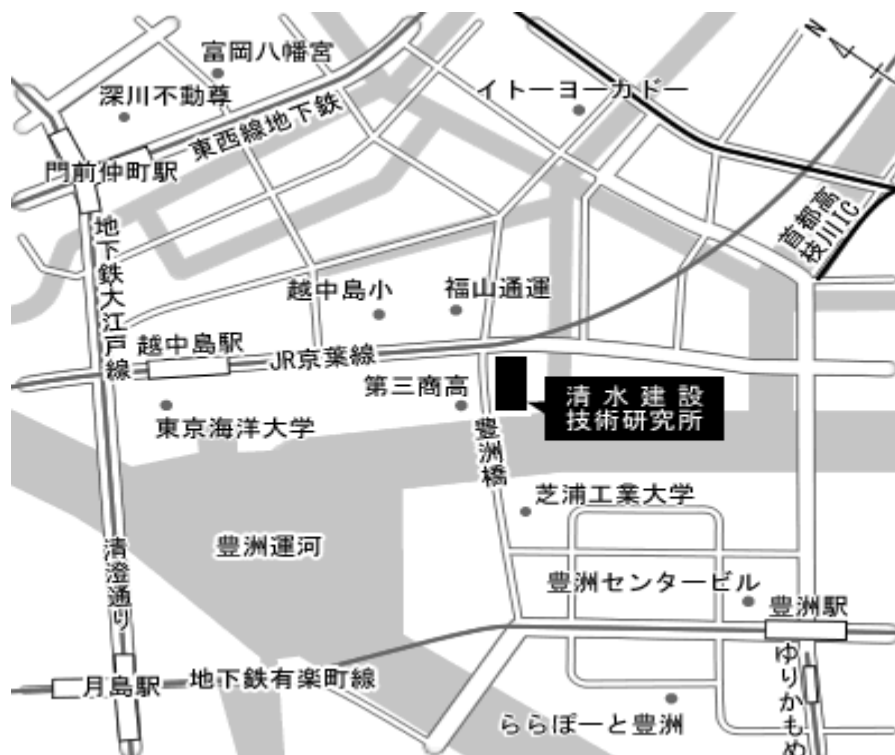 富岡八幡宮
N
深川不動尊
イトーヨーカドー
東西線地下鉄
門前仲町駅
首都高
枝川IC
地下鉄大江戸線
越中島小
福山通運
越中島駅
JR京葉線
第三商高
清水建設
技術研究所
東京海洋大学
豊洲橋
芝浦工業大学
豊洲運河
清澄通り
豊洲センタービル
豊洲駅
月島駅
地下鉄有楽町線
ゆりかもめ
ららぽーと豊洲